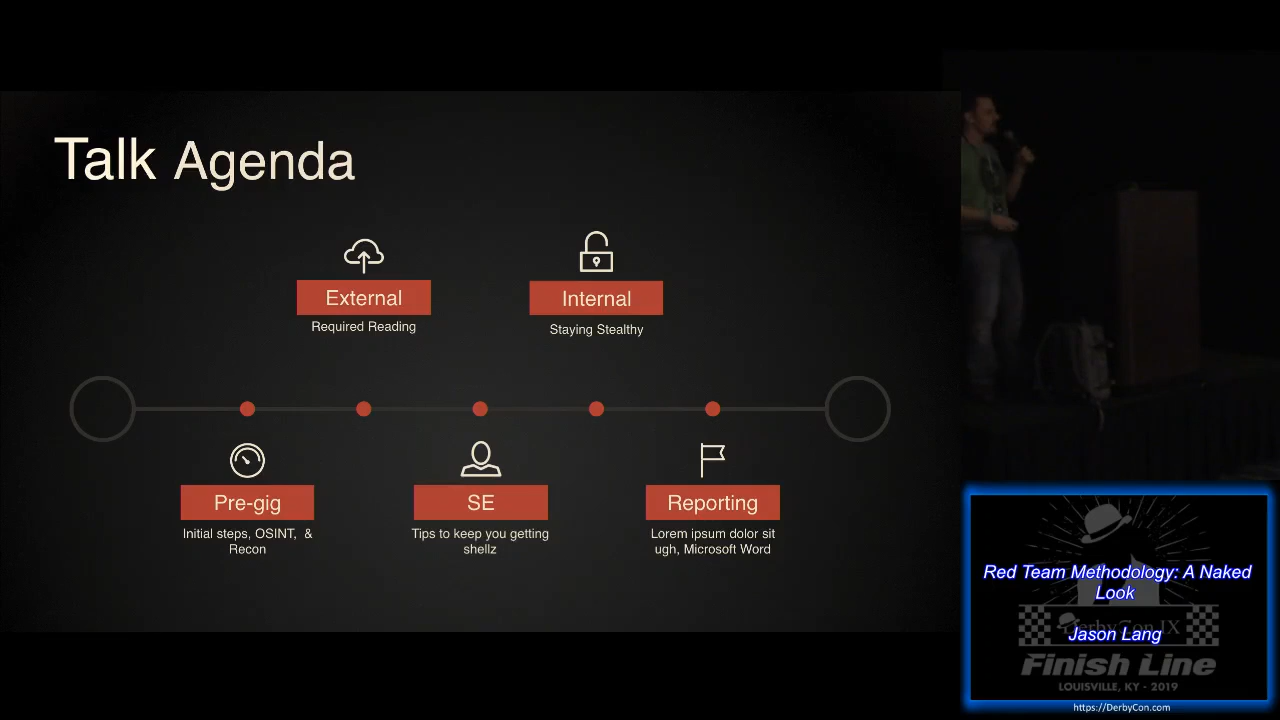 Talk Agenda
External
Required Reading
Internal
Staying Stealthy
Pre-gig
Initial steps, OSINT, &
Recon
SE
Tips to keep you getting
shellz
Reporting
Lorem ipsum dolor sit
ugh, Microsoft Word
Red Team Methodology: A Naked
Look
DerbyCon IX
Jason Lang
Finish Line
LOUISVILLE, KY - 2019
https://DerbyCon.com